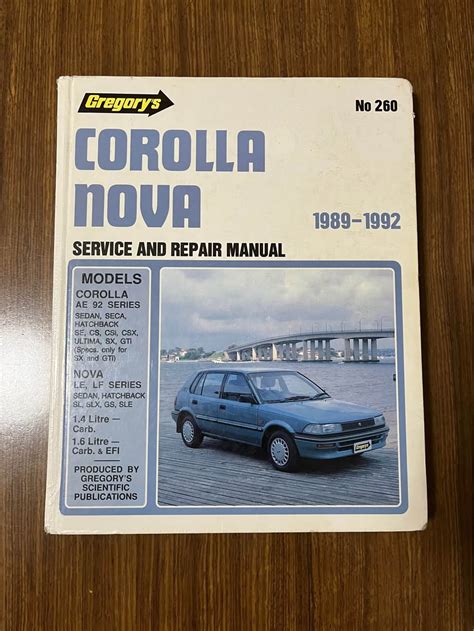 Gregory's
No 260
COROLLA
NOVA
1989-1992
SERVICE AND REPAIR MANUAL
MODELS
COROLLA
AE 92 SERIES
SEDAN, SECA,
HATCHBACK
SE, CS, CSi, CSX,
ULTIMA, SX, GTI
(Specs. only for
SX and GTI)
NOVA
LE, LF SERIES
SEDAN, HATCHBACK
SL, SLX, GS, SLE
1.4 Litre —
Carb.
1.6 Litre —
Carb. & EFI
PRODUCED BY
GREGORY'S
SCIENTIFIC
PUBLICATIONS